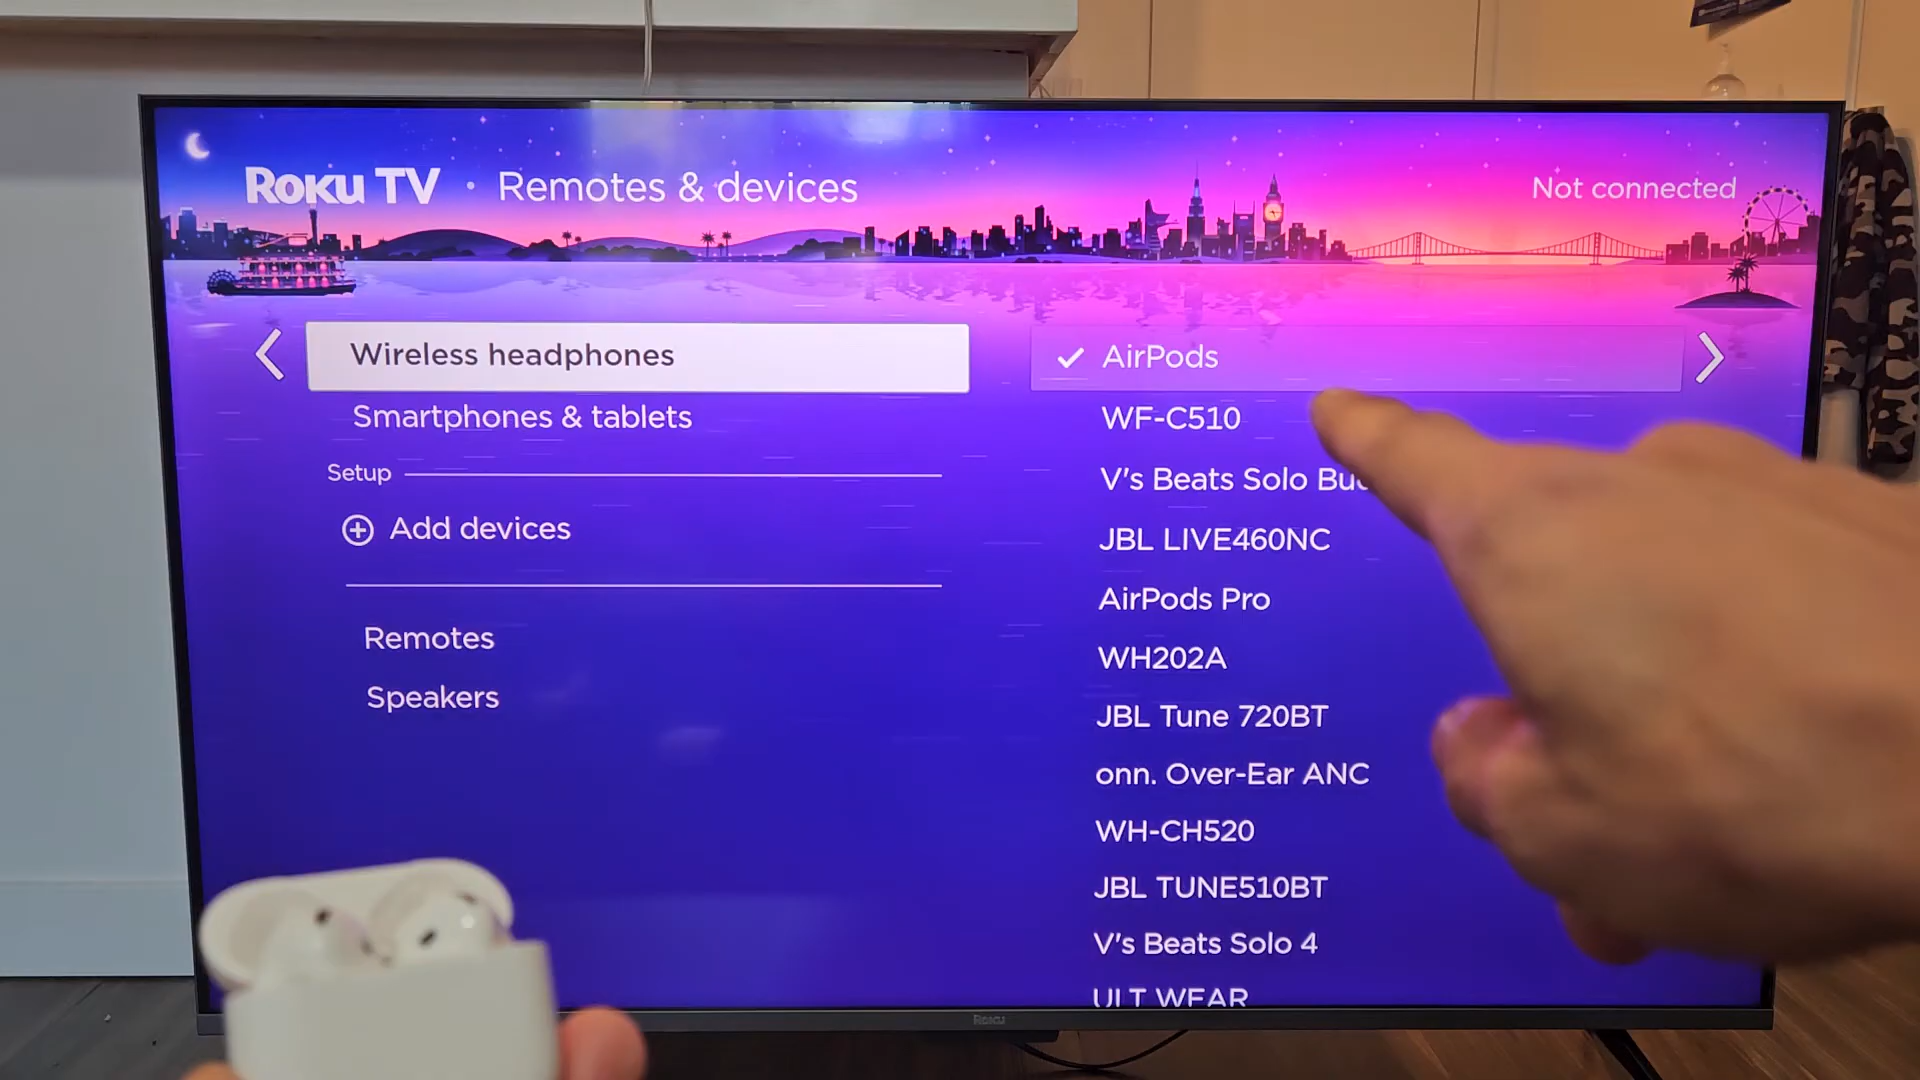 Roku TV • Remotes & devices
Not connected
Wireless headphones
Smartphones & tablets
Setup
Add devices
Remotes
Speakers
AirPods
WF-C510
V's Beats Solo
JBL LIVE460NC
AirPods Pro
WH202A
JBL Tune 720BT
onn. Over-Ear ANC
WH-CH520
JBL TUNE510BT
V's Beats Solo 4
ULT WEAR
Roku